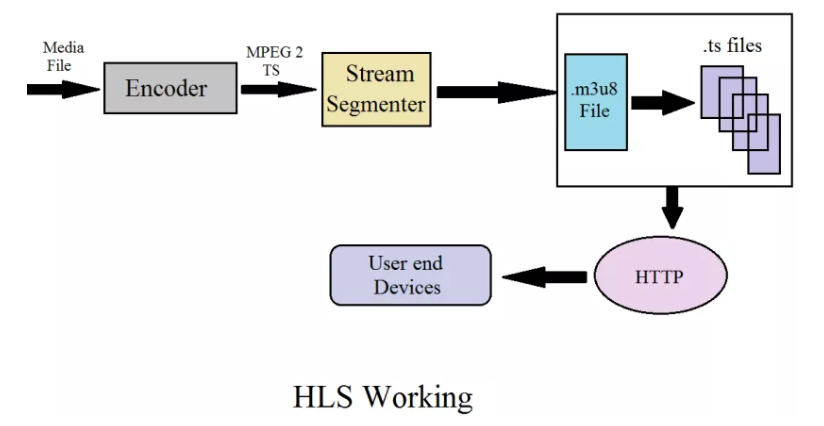 Media
File
Encoder
MPEG 2
TS
Stream
Segmenter
.m3u8
File
.ts files
HTTP
User end
Devices
HLS Working